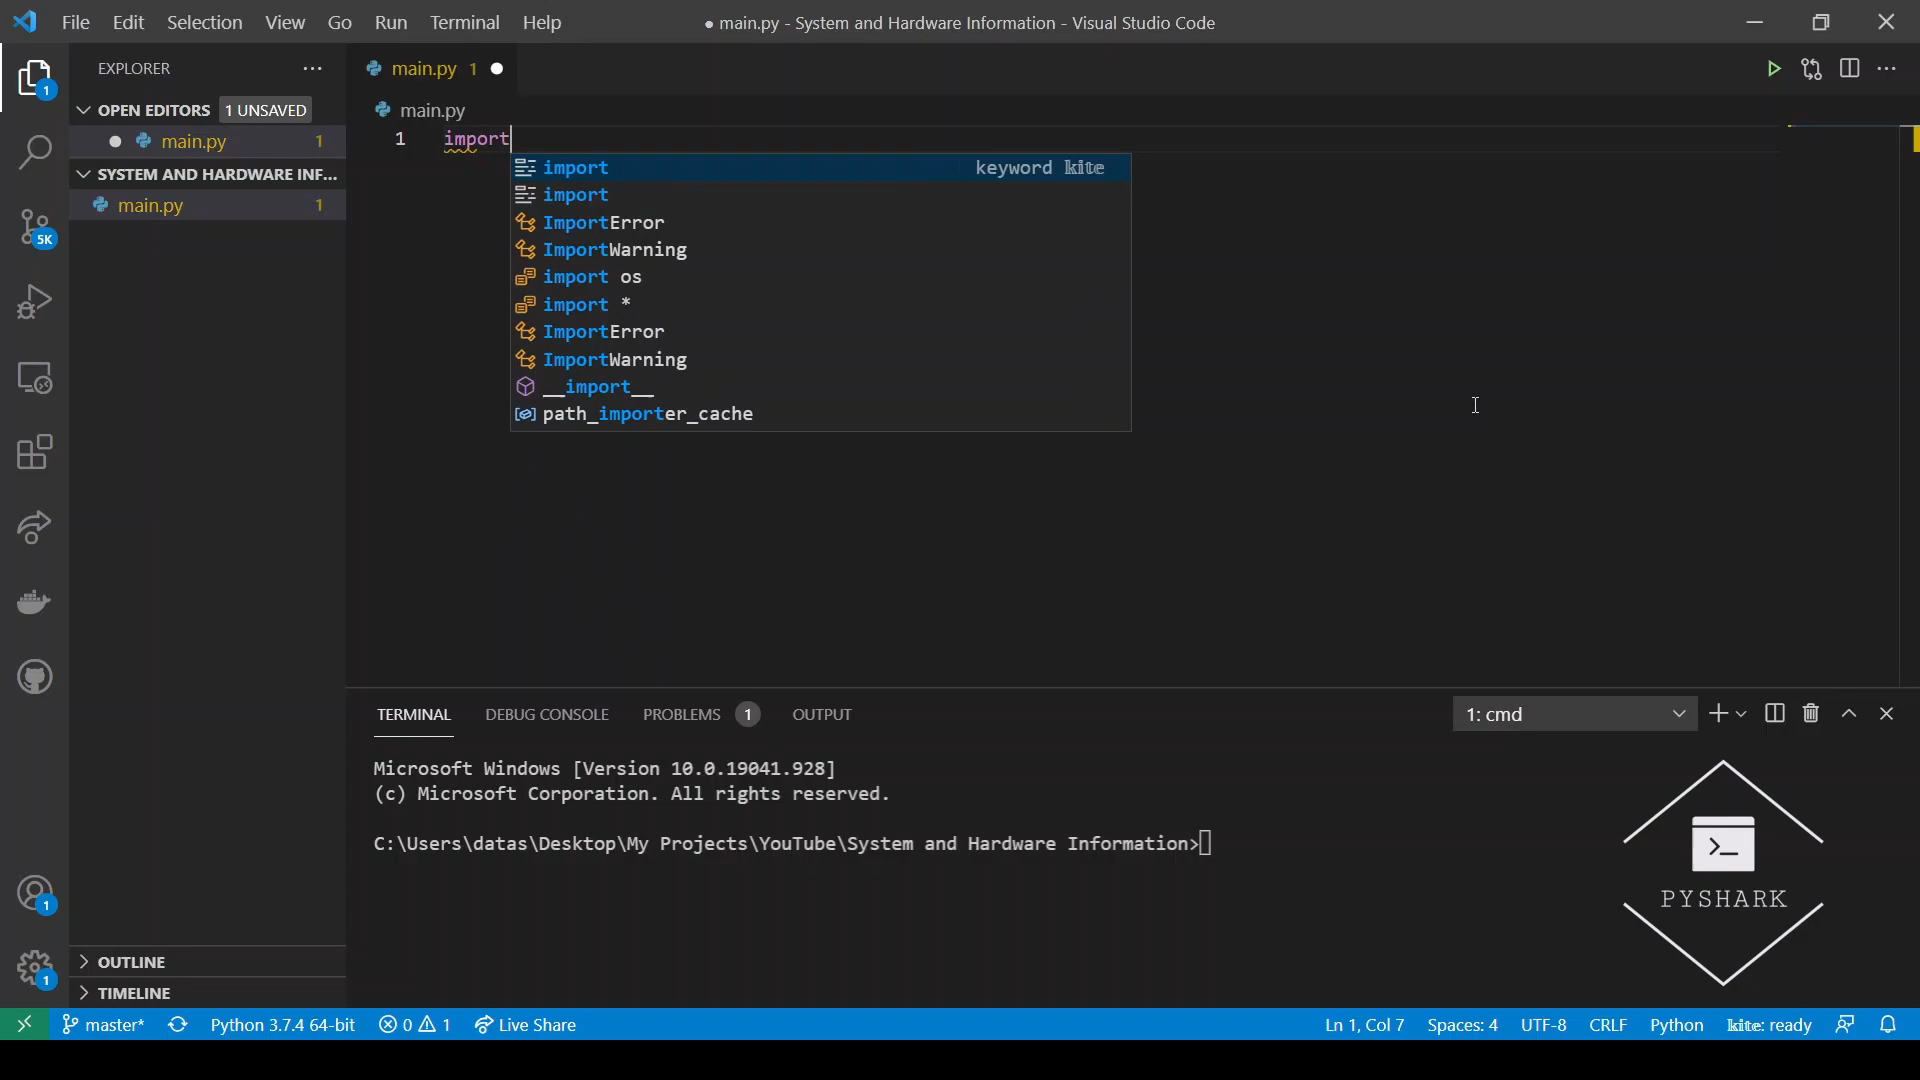 File Edit Selection View Go Run Terminal Help ● main.py - System and Hardware Information - Visual Studio Code
EXPLORER ···
main.py 1
OPEN EDITORS 1 UNSAVED
main.py
main.py 1
1 import
SYSTEM AND HARDWARE INF...
main.py 1
import keyword kite
import
ImportError
ImportWarning
import os
import *
ImportError
ImportWarning
__import__
path_importer_cache
1
5K
TERMINAL DEBUG CONSOLE PROBLEMS 1 OUTPUT 1: cmd
Microsoft Windows [Version 10.0.19041.928]
(c) Microsoft Corporation. All rights reserved.
C:\Users\datas\Desktop\My Projects\YouTube\System and Hardware Information>
>_
PYSHARK
1
1
OUTLINE
TIMELINE
master* Python 3.7.4 64-bit 0 1 Live Share Ln 1, Col 7 Spaces: 4 UTF-8 CRLF Python kite: ready